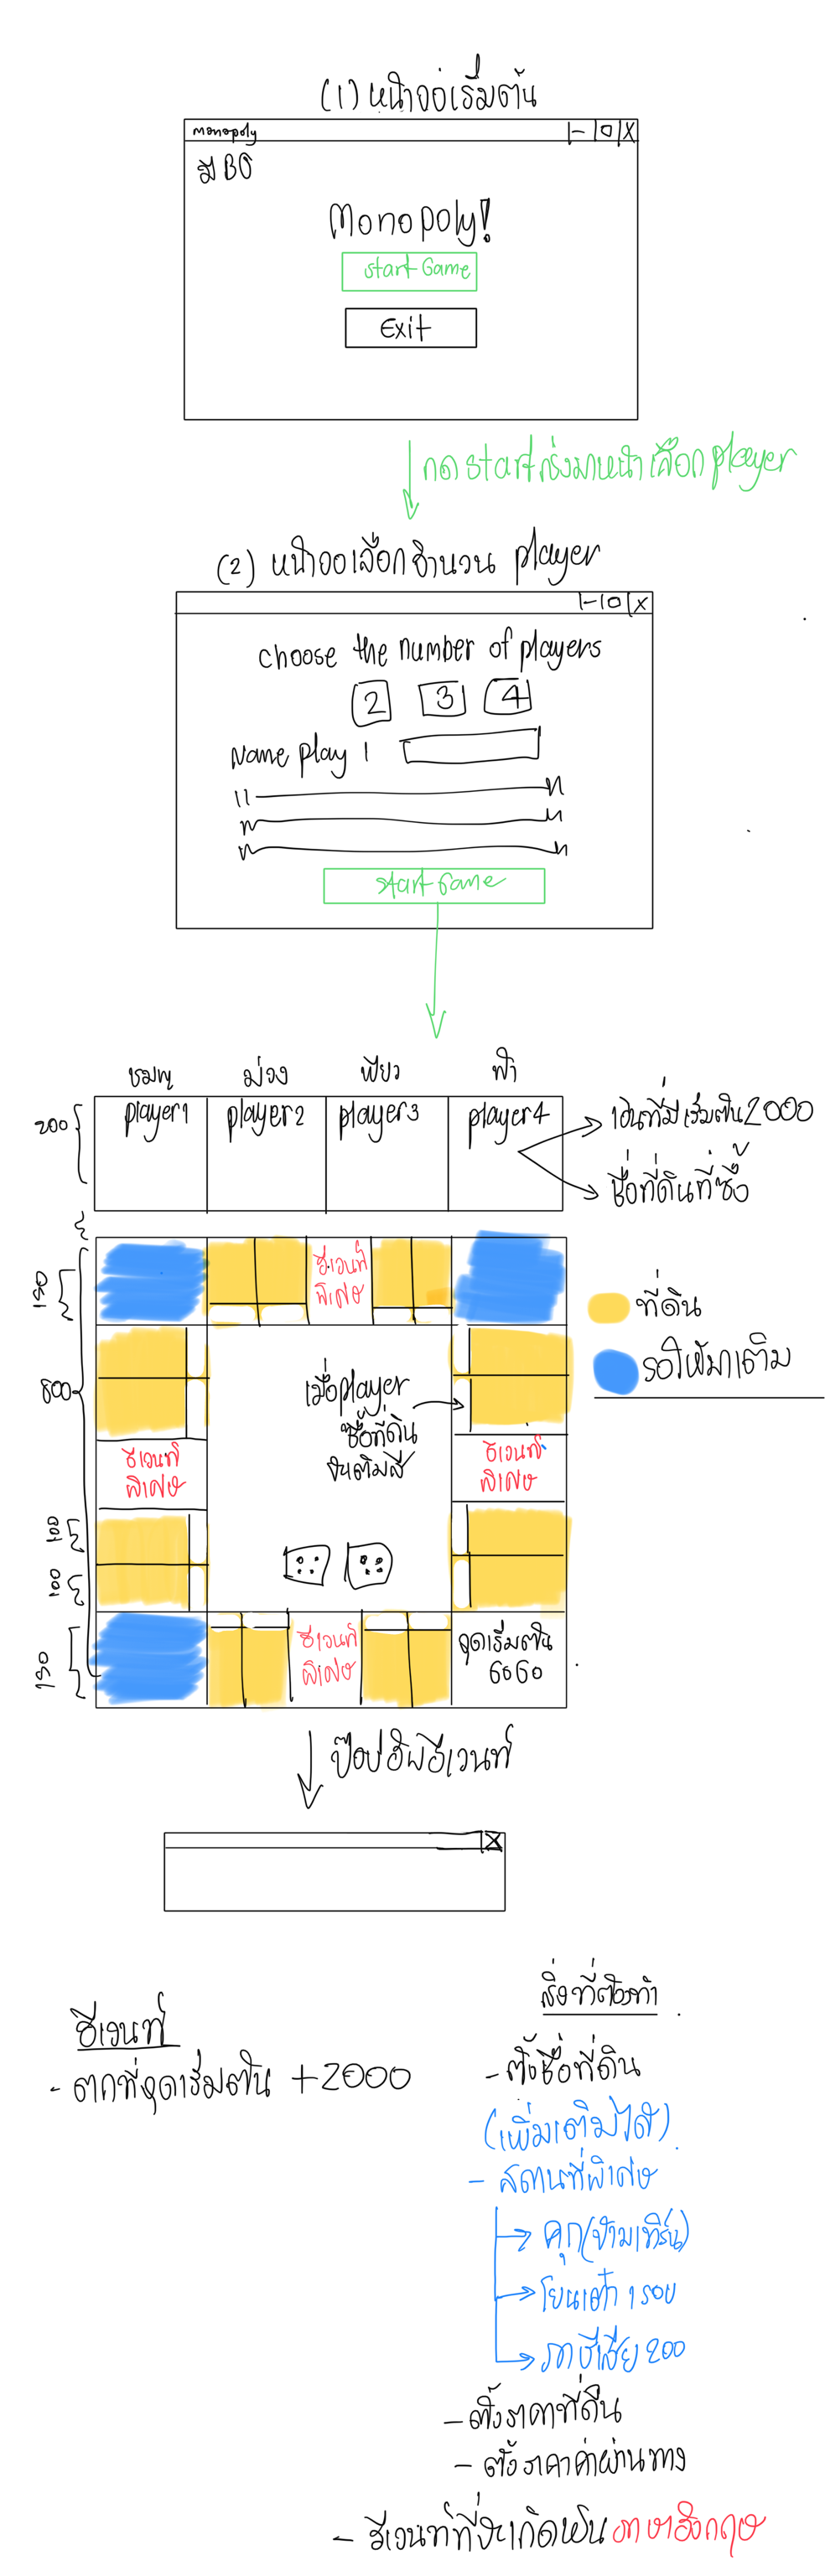 (1) หน้าจอเริ่มต้น
monopoly - O X
มี BG
Monopoly!
start Game
Exit
กด start ถึงมาหน้าเลือก player
(2) หน้าจอเลือกจำนวน player
- O X
choose the number of players
2 3 4
Name play 1
start Game
ชมพู ม่วง เขียว ฟ้า
player1 player2 player3 player4
200
เงินที่มีเริ่มต้น 2000
ชื่อที่ดินที่ซื้อ
150
อีเวนท์
พิเศษ
ที่ดิน
รอให้มาเติม
800
เมื่อ player
ซื้อที่ดิน
จะเติมสี
อีเวนท์
พิเศษ
อีเวนท์
พิเศษ
100
100
150
อีเวนท์
พิเศษ
จุดเริ่มต้น
GoGo
ป๊อปอัพอีเวนท์
X
อีเวนท์
- ตกที่จุดเริ่มต้น +2000
สิ่งที่ต้องทำ
- ตั้งชื่อที่ดิน
(เพิ่มเติมได้)
- สถานที่พิเศษ
คุก(ข้ามเทิร์น)
โยนเต๋า 1 รอบ
ภาษีเสีย 200
- ตั้งราคาที่ดิน
- ตั้งราคาค่าผ่านทาง
- อีเวนท์ที่จะเกิดขึ้น ภาษาอังกฤษ